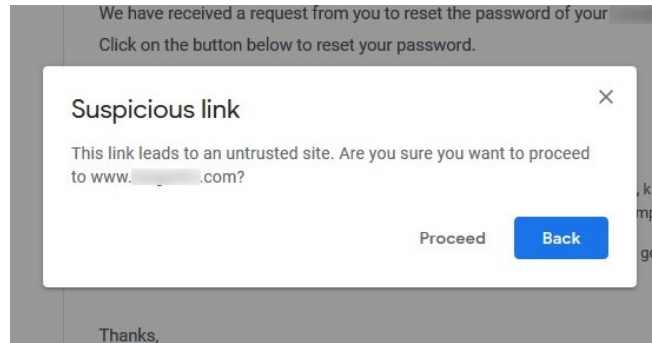 We have received a request from you to reset the password of your
Click on the button below to reset your password.
Suspicious link
This link leads to an untrusted site. Are you sure you want to proceed
to www. .com?
, k
mp
Proceed Back
go
Thanks,